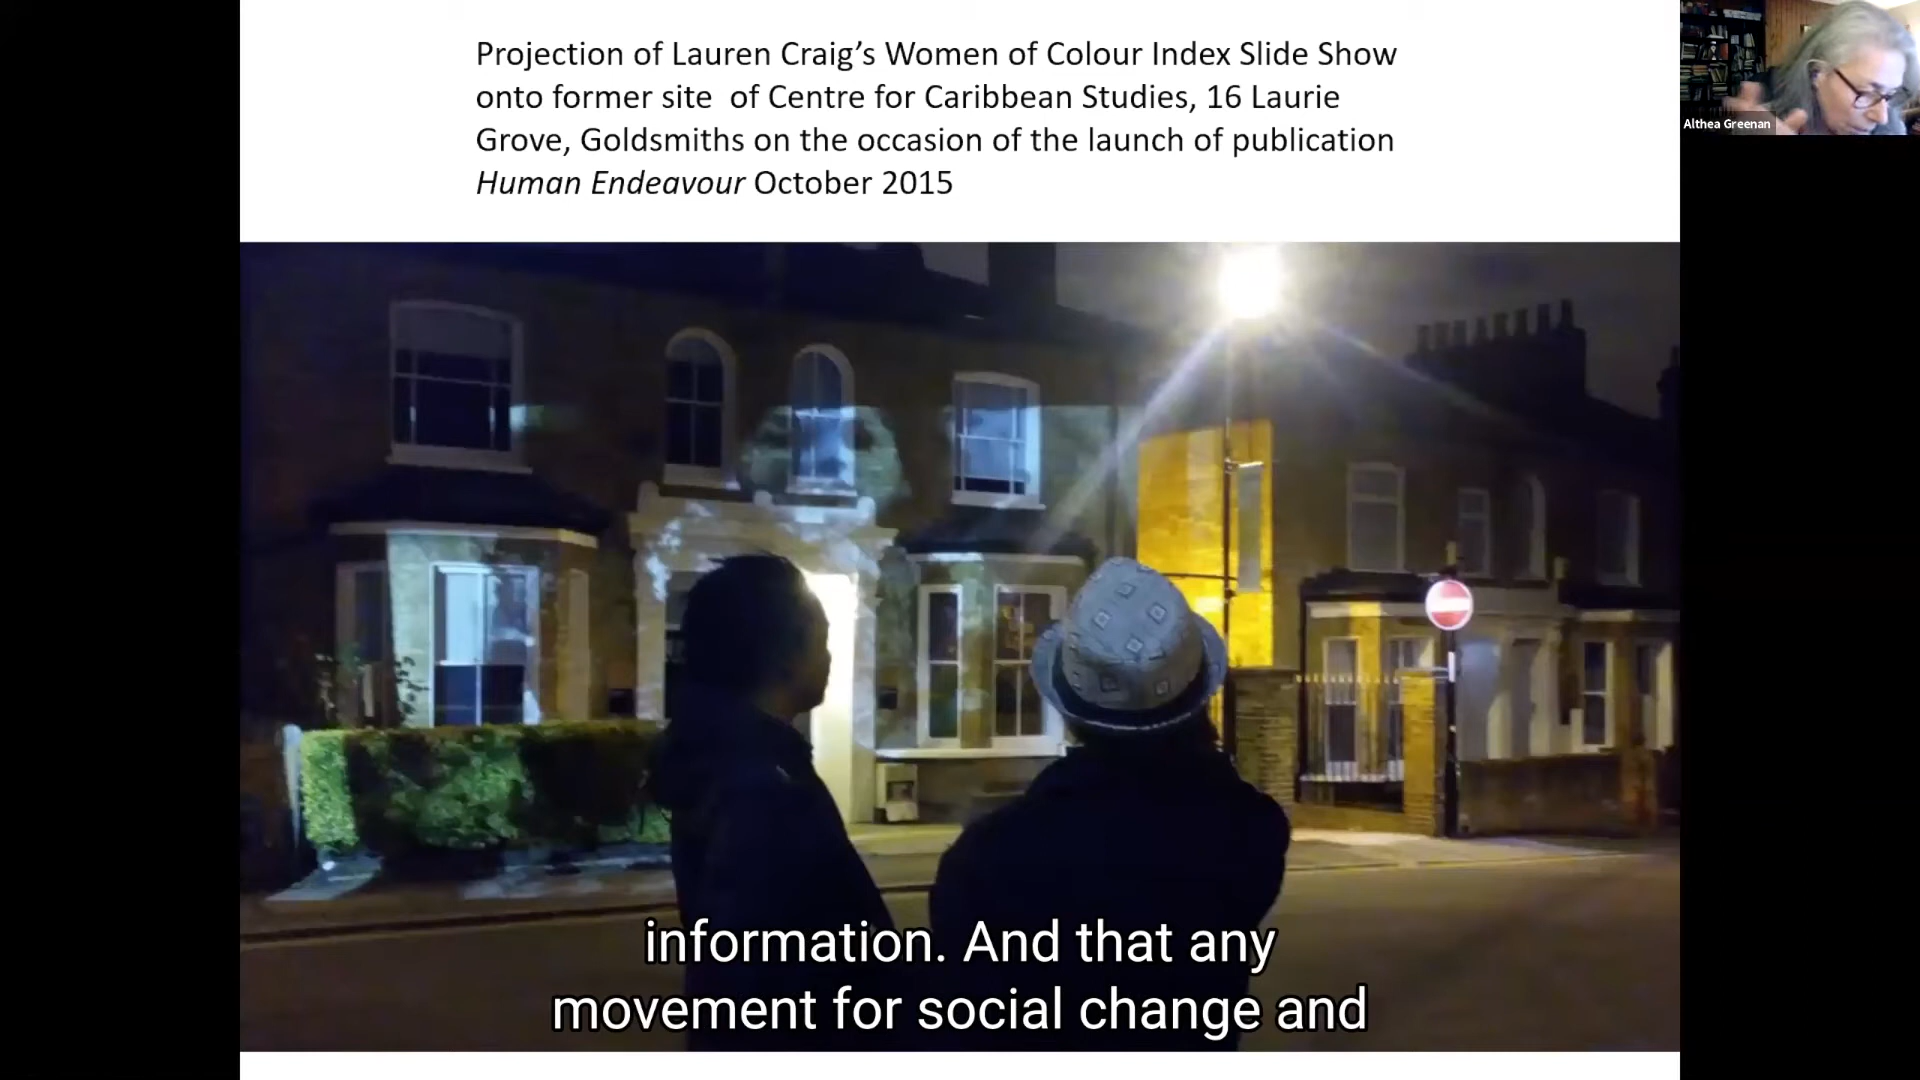 Projection of Lauren Craig’s Women of Colour Index Slide Show
onto former site  of Centre for Caribbean Studies, 16 Laurie
Grove, Goldsmiths on the occasion of the launch of publication
Human Endeavour October 2015
Althea Greenan
information. And that any
movement for social change and